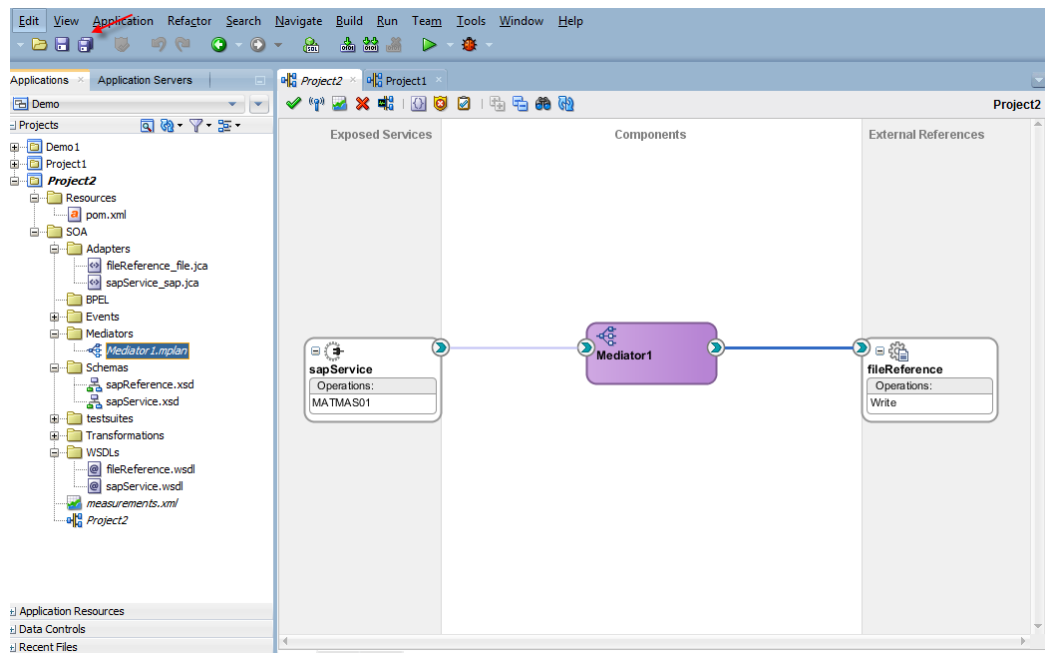 Edit View Application Refactor Search Navigate Build Run Team Tools Window Help
Applications Application Servers
Project2 Project1
Demo
Project2
Projects
Exposed Services Components External References
Demo1
Project1
Project2
Resources
pom.xml
SOA
Adapters
fileReference_file.jca
sapService_sap.jca
BPEL
Events
Mediators
Mediator1.mplan
Schemas
sapReference.xsd
sapService.xsd
testsuites
Transformations
WSDLs
fileReference.wsdl
sapService.wsdl
measurements.xml
Project2
sapService
Operations:
MATMAS01
Mediator1
fileReference
Operations:
Write
Application Resources
Data Controls
Recent Files